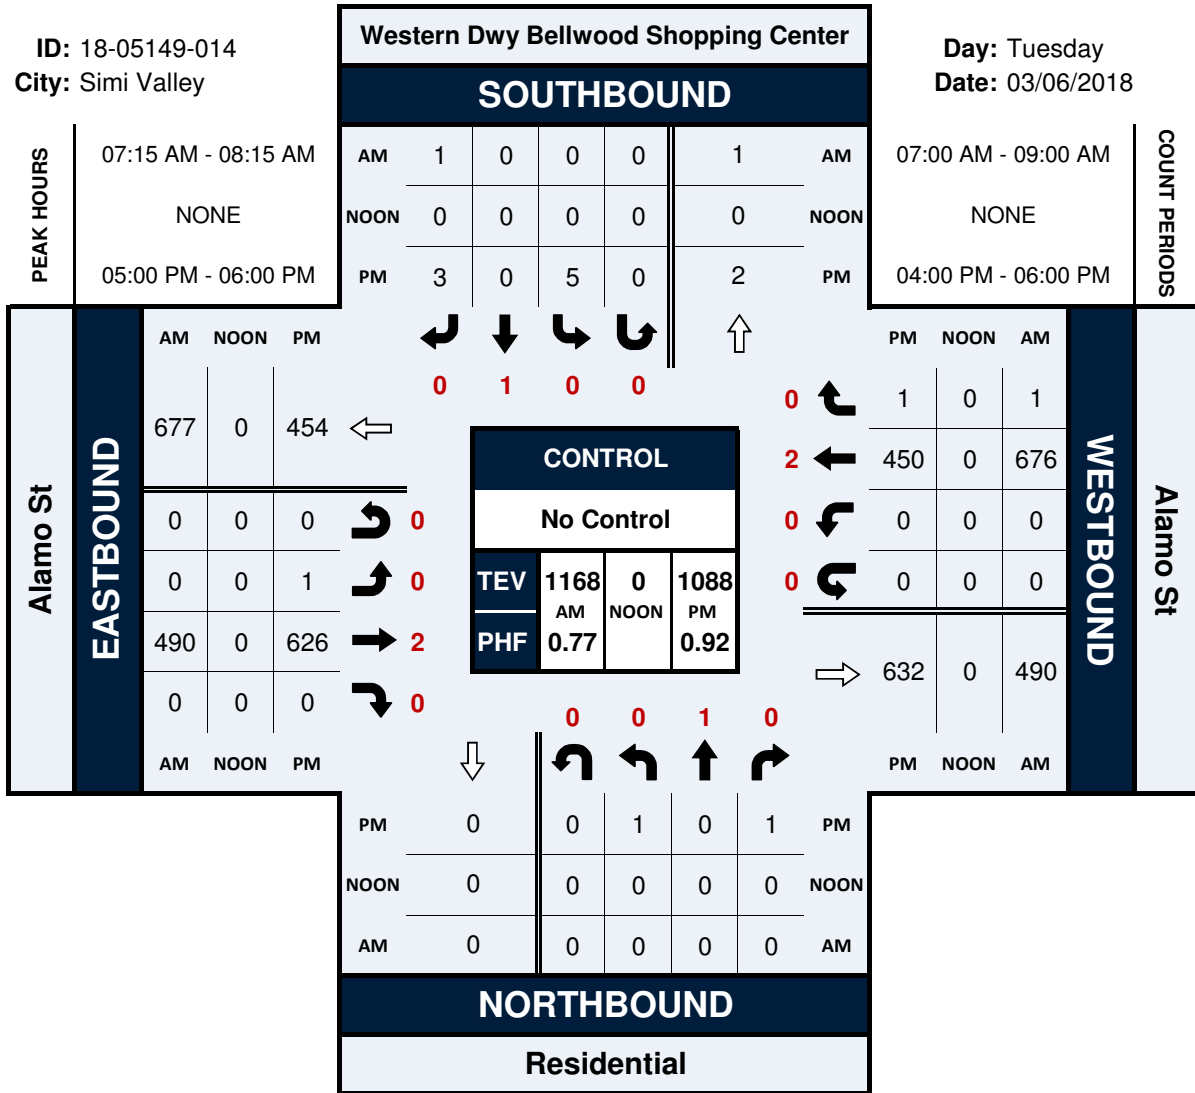 ID: 18-05149-014
City: Simi Valley
Western Dwy Bellwood Shopping Center
Day: Tuesday
Date: 03/06/2018
SOUTHBOUND
PEAK HOURS
07:15 AM - 08:15 AM
NONE
05:00 PM - 06:00 PM
AM 1 0 0 0 1 AM
NOON 0 0 0 0 0 NOON
PM 3 0 5 0 2 PM
07:00 AM - 09:00 AM
NONE
04:00 PM - 06:00 PM
COUNT PERIODS
0 1 0 0
Alamo St
EASTBOUND
AM NOON PM
677 0 454
0 0 0 0
0 0 1 0
490 0 626 2
0 0 0 0
AM NOON PM
CONTROL
No Control
TEV 1168 0 1088
AM NOON PM
PHF 0.77 0.92
PM NOON AM
0 1 0 1
2 450 0 676
0 0 0 0
0 0 0 0
632 0 490
PM NOON AM
WESTBOUND
Alamo St
0 0 1 0
PM 0 0 1 0 1 PM
NOON 0 0 0 0 0 NOON
AM 0 0 0 0 0 AM
NORTHBOUND
Residential